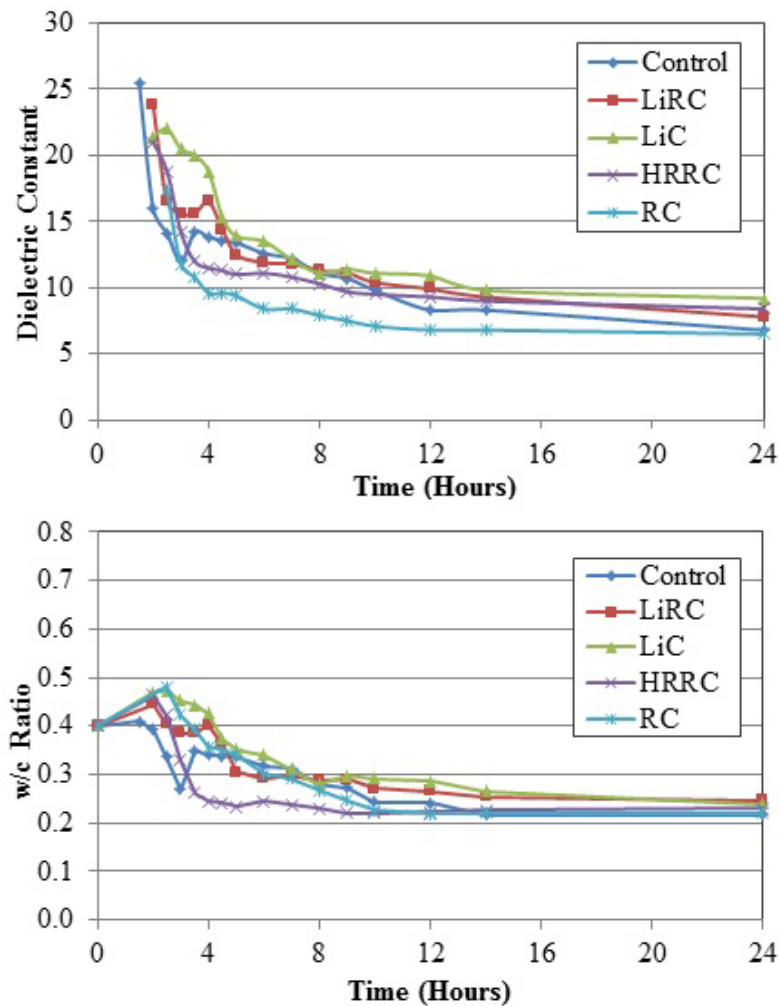 30
25
20
15
10
5
0
Dielectric Constant
Control
LiRC
LiC
HRRC
RC
0 4 8 12 16 20 24
Time (Hours)
0.8
0.7
0.6
0.5
0.4
0.3
0.2
0.1
0.0
w/c Ratio
Control
LiRC
LiC
HRRC
RC
0 4 8 12 16 20 24
Time (Hours)